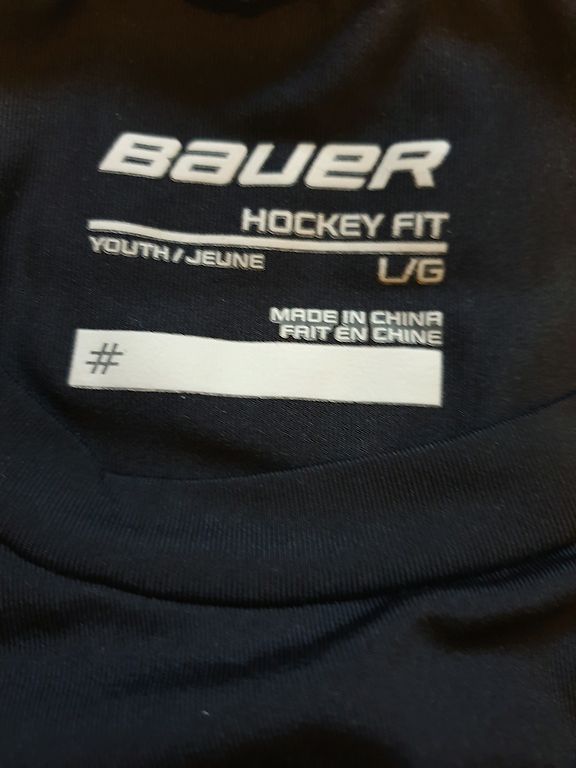 BAUER
HOCKEY FIT
YOUTH/JEUNE L/G
MADE IN CHINA
FAIT EN CHINE
#